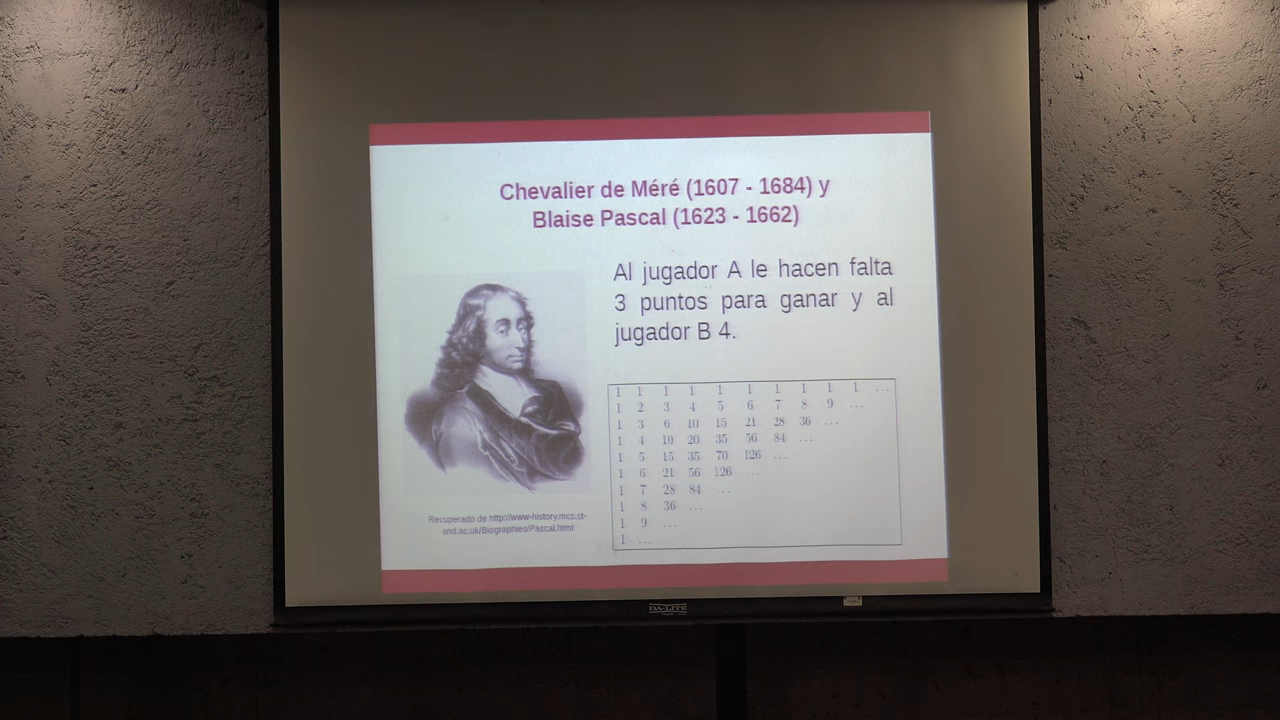 Chevalier de Méré (1607 - 1684) y
Blaise Pascal (1623 - 1662)
Al jugador A le hacen falta
3 puntos para ganar y al
jugador B 4.
1 1 1 1 1 1 1 1 1 1 ...
1 2 3 4 5 6 7 8 9 ...
1 3 6 10 15 21 28 36 ...
1 4 10 20 35 56 84 ...
1 5 15 35 70 126 ...
1 6 21 56 126 ...
1 7 28 84 ...
1 8 36 ...
1 9 ...
1 ...
Recuperado de http://www-history.mcs.st-
and.ac.uk/Biographies/Pascal.html
DA-LITE